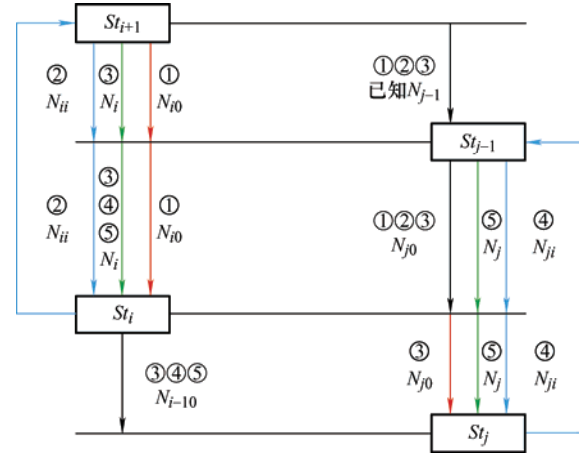 St_{i+1}
② ③ ① ①②③
N_{ii} N_i N_{i0} 已知N_{j-1}
St_{j-1}
③
② ④ ① ①②③ ⑤ ④
N_{ii} ⑤ N_{i0} N_{j0} N_j N_{ji}
N_i
St_i
③④⑤ ③ ⑤ ④
N_{i-10} N_{j0} N_j N_{ji}
St_j